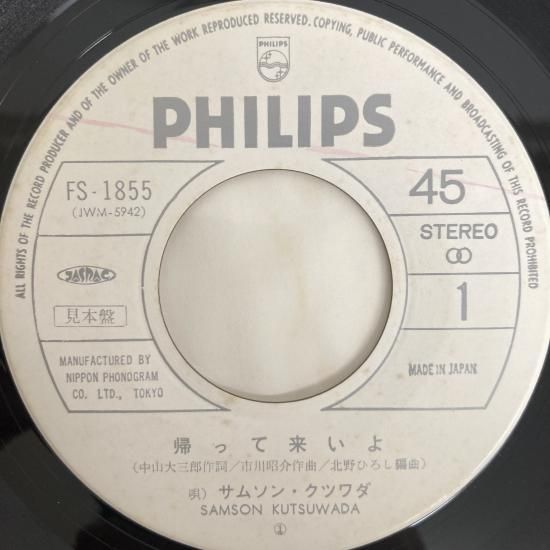 ALL RIGHTS OF THE RECORD PRODUCER AND OF THE OWNER OF THE WORK REPRODUCED RESERVED. COPYING, PUBLIC PERFORMANCE AND BROADCASTING OF THIS RECORD PROHIBITED
PHILIPS
PHILIPS
FS-1855
(JWM-5942)
JASRAC
見本盤
MANUFACTURED BY
NIPPON PHONOGRAM
CO. LTD., TOKYO
45
STEREO
1
MADE IN JAPAN
帰って来いよ
(中山大三郎作詞/市川昭介作曲/北野ひろし編曲)
唄) サムソン・クツワダ
SAMSON KUTSUWADA
①